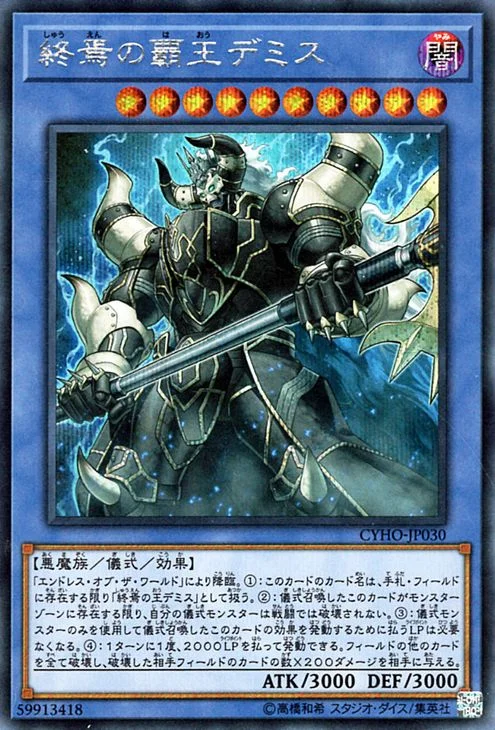 終焉の覇王デミス
闇
CYHO-JP030
【悪魔族／儀式／効果】
「エンドレス・オブ・ザ・ワールド」により降臨。①：このカードのカード名は、手札・フィールド
に存在する限り「終焉の王デミス」として扱う。②：儀式召喚したこのカードがモンスター
ゾーンに存在する限り、自分の儀式モンスターは戦闘では破壊されない。③：儀式モン
スターのみを使用して儀式召喚したこのカードの効果を発動するために払うLPは必要
なくなる。④：1ターンに1度、2000LPを払って発動できる。フィールドの他のカード
を全て破壊し、破壊した相手フィールドのカードの数×200ダメージを相手に与える。
ATK/3000 DEF/3000
59913418
©高橋和希 スタジオ・ダイス/集英社